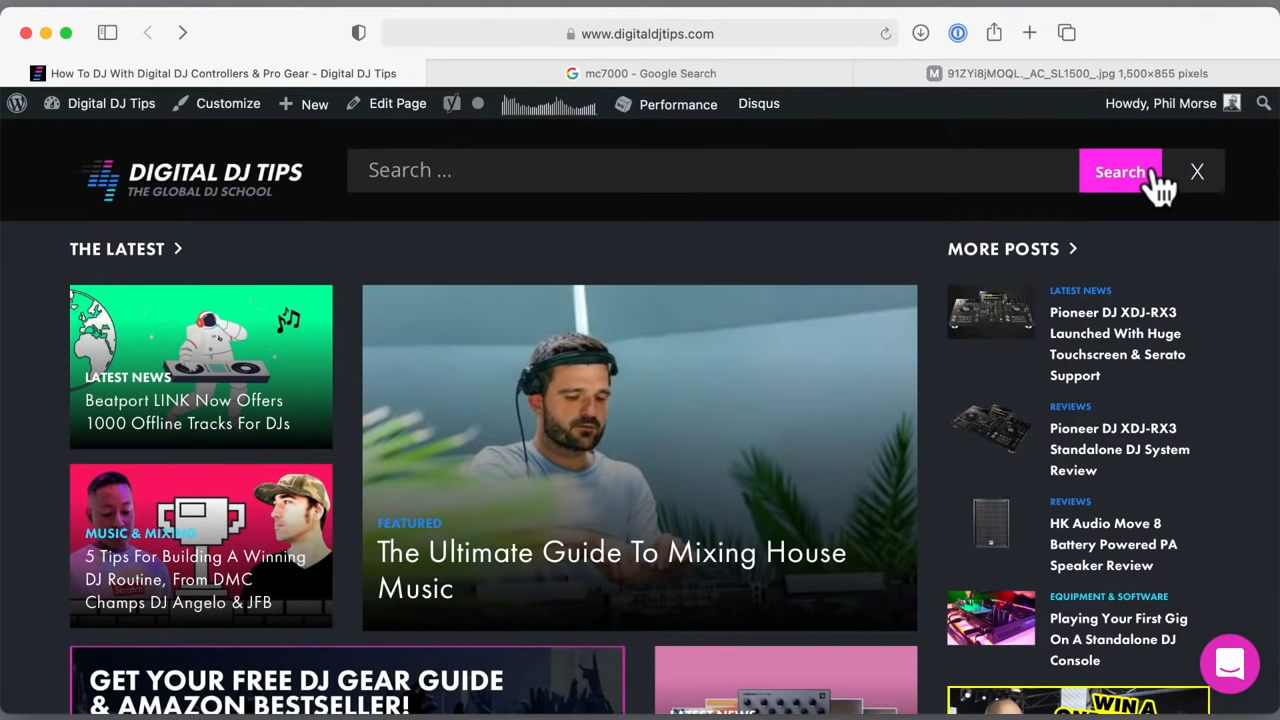 www.digitaldjtips.com
How To DJ With Digital DJ Controllers & Pro Gear - Digital DJ Tips
mc7000 - Google Search
M 91ZYi8jMOQL._AC_SL1500_.jpg 1,500×855 pixels
Digital DJ Tips
Customize
New
Edit Page
Performance
Disqus
Howdy, Phil Morse
DIGITAL DJ TIPS
THE GLOBAL DJ SCHOOL
Search ...
Search
X
THE LATEST
LATEST NEWS
Beatport LINK Now Offers
1000 Offline Tracks For DJs
MUSIC & MIXING
5 Tips For Building A Winning
DJ Routine, From DMC
Champs DJ Angelo & JFB
FEATURED
The Ultimate Guide To Mixing House
Music
MORE POSTS
LATEST NEWS
Pioneer DJ XDJ-RX3
Launched With Huge
Touchscreen & Serato
Support
REVIEWS
Pioneer DJ XDJ-RX3
Standalone DJ System
Review
REVIEWS
HK Audio Move 8
Battery Powered PA
Speaker Review
EQUIPMENT & SOFTWARE
Playing Your First Gig
On A Standalone DJ
Console
GET YOUR FREE DJ GEAR GUIDE
& AMAZON BESTSELLER!
LATEST NEWS
WIN A